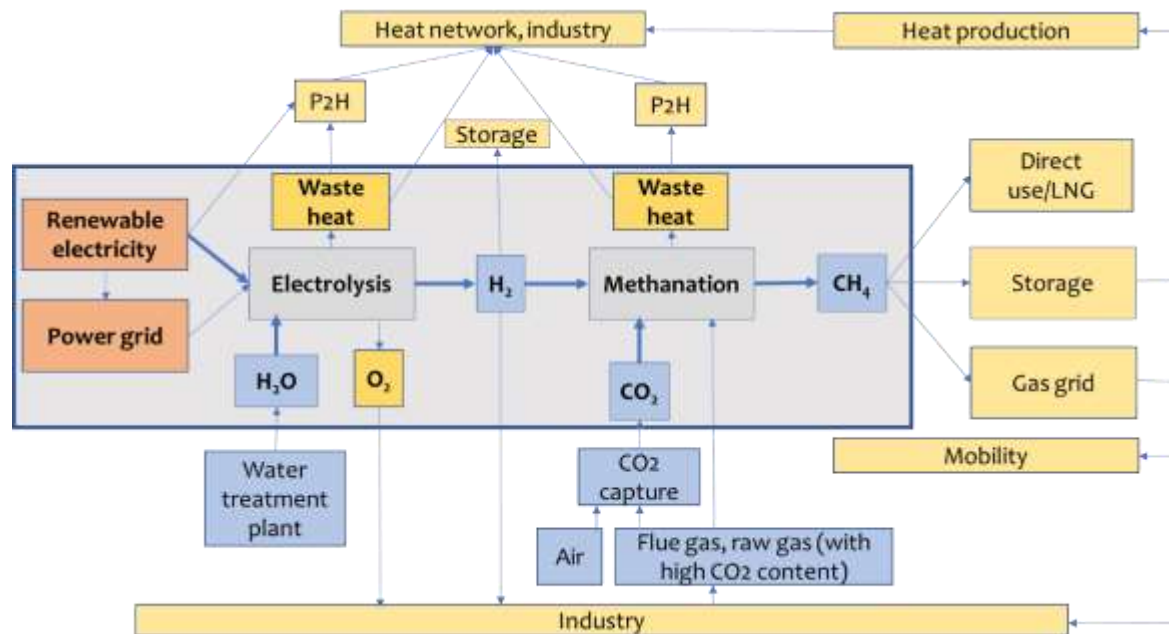 Heat network, industry
Heat production
P2H
P2H
Storage
Direct
use/LNG
Waste
heat
Waste
heat
Renewable
electricity
Electrolysis
H₂
Methanation
CH₄
Storage
Power grid
H₂O
O₂
CO₂
Gas grid
Mobility
Water
treatment
plant
CO2
capture
Air
Flue gas, raw gas (with
high CO2 content)
Industry